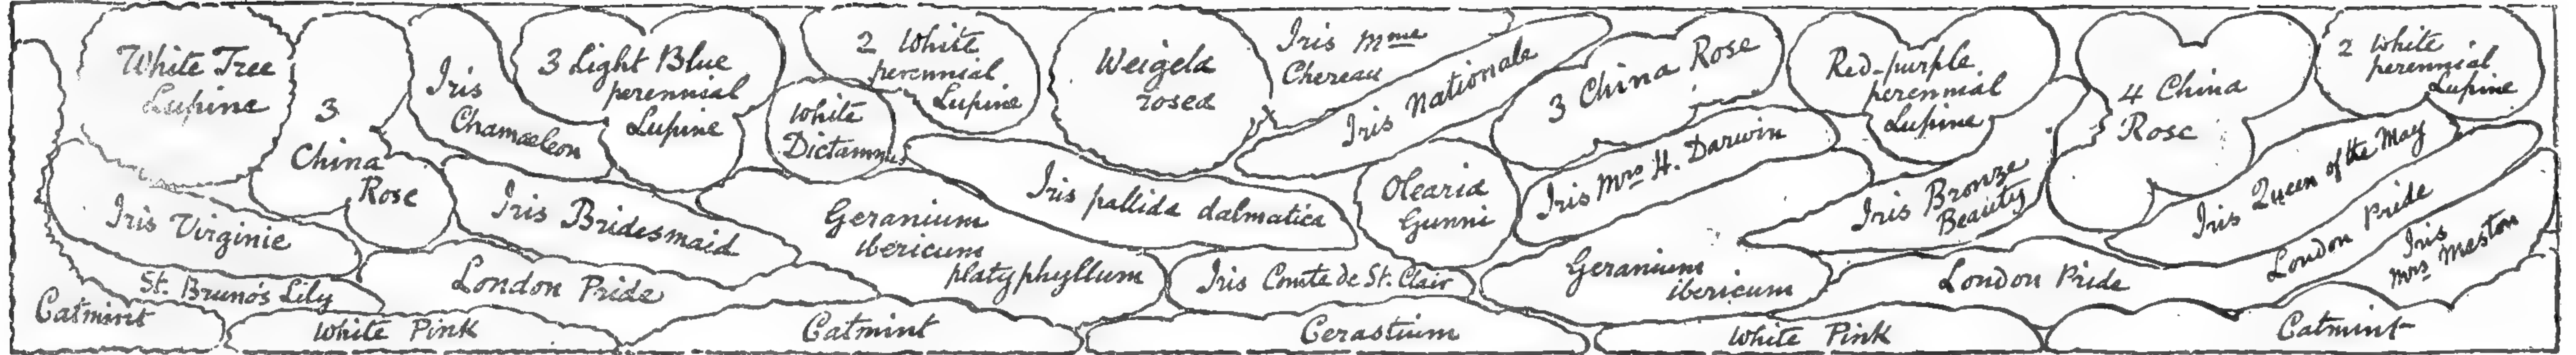 White Tree
Lupine
3
China
Rose
Iris
Chamaeleon
3 Light Blue
perennial
Lupine
White
Dictamnus
2 White
perennial
Lupine
Weigela
rosea
Iris Mme
Chereau
Iris Nationale
3 China Rose
Red-purple
perennial
Lupine
4 China
Rose
2 White
perennial
Lupine
Iris Virginie
Iris Bridesmaid
Geranium
ibericum
platyphyllum
Iris pallida dalmatica
Olearia
Gunni
Iris Mrs H. Darwin
Iris Bronze
Beauty
Iris Queen of the May
London Pride
Iris
Mrs Meston
St. Bruno's Lily
London Pride
Iris Comte de St. Clair
Geranium
ibericum
London Pride
Catmint
White Pink
Catmint
Cerastium
White Pink
Catmint